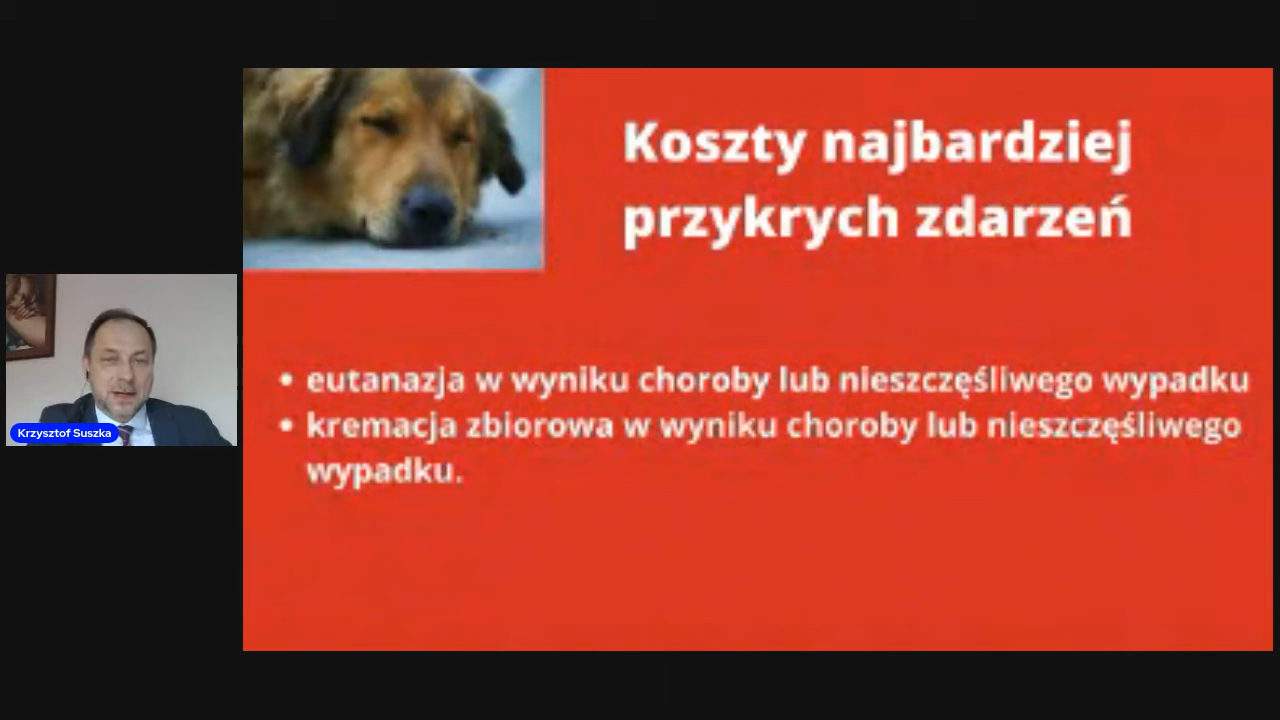 Koszty najbardziej
przykrych zdarzeń
• eutanazja w wyniku choroby lub nieszczęśliwego wypadku
• kremacja zbiorowa w wyniku choroby lub nieszczęśliwego
wypadku.
Krzysztof Suszka